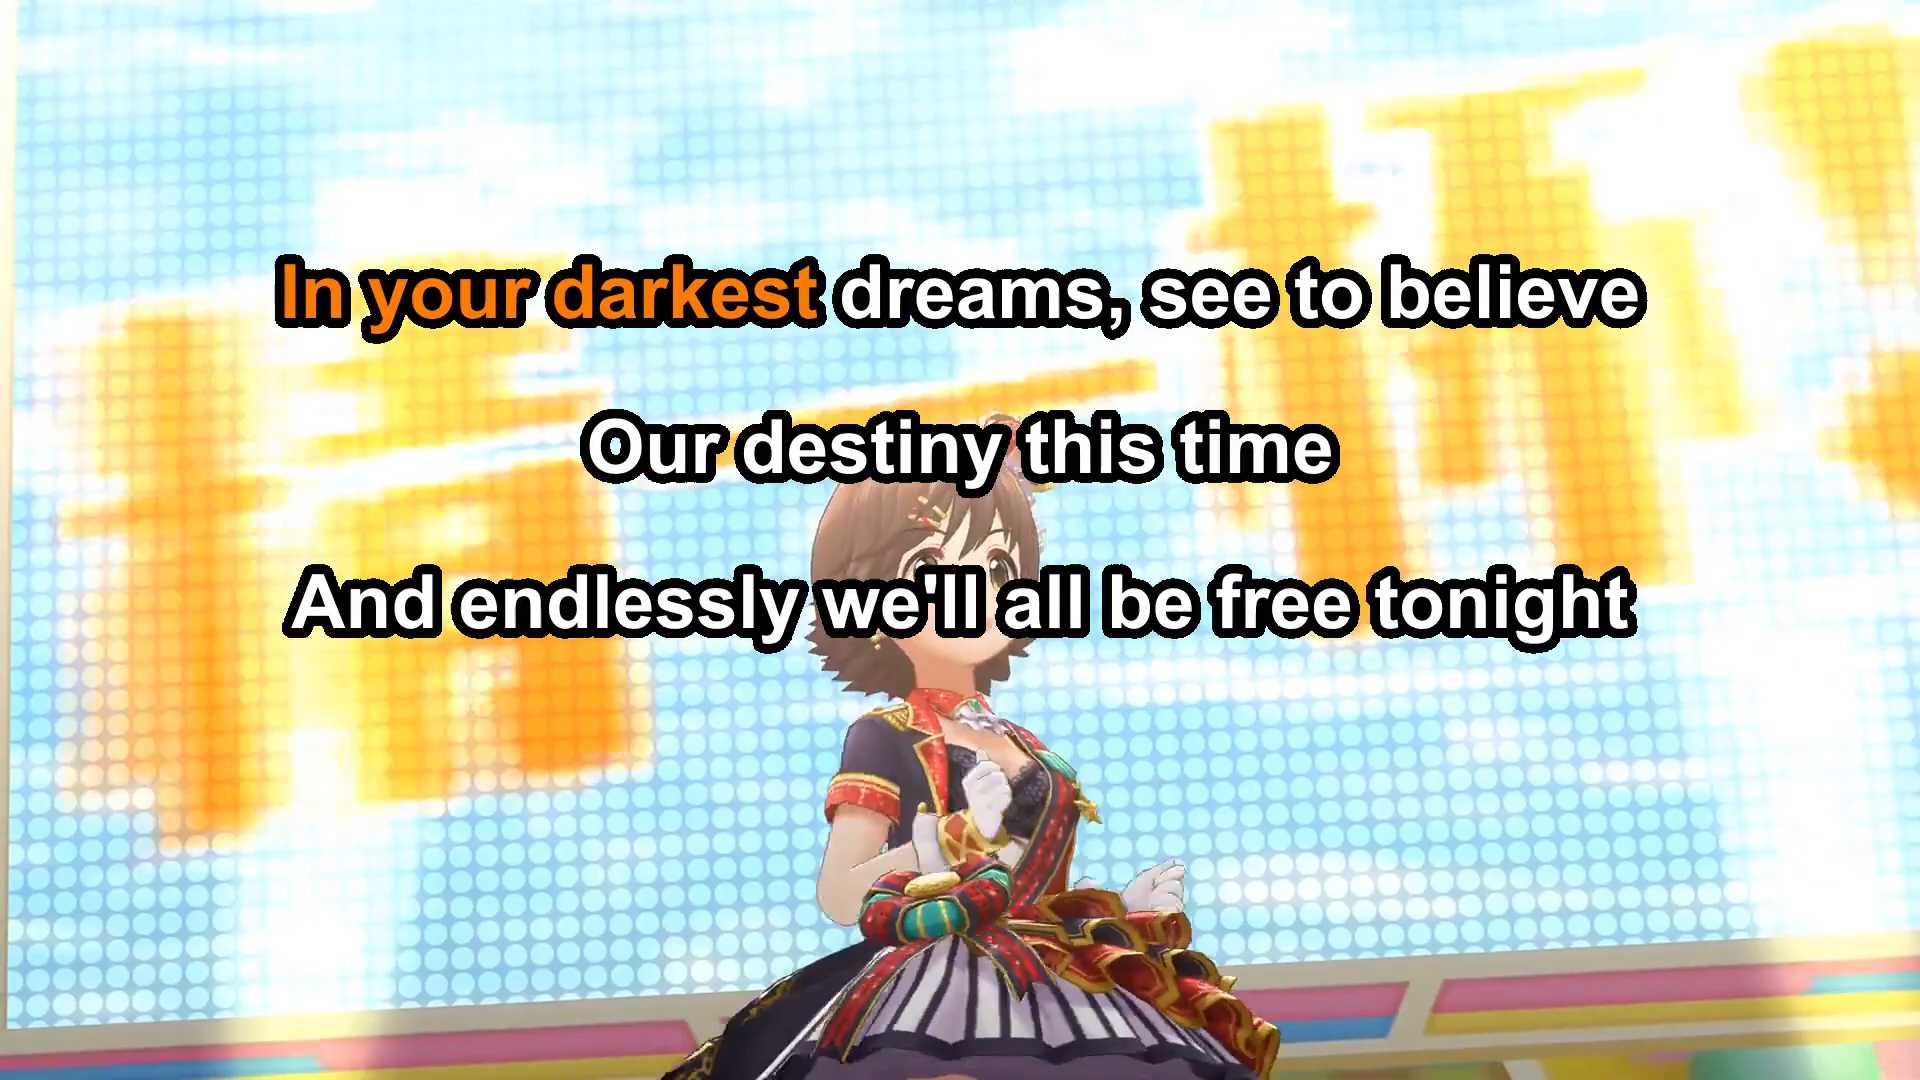 In your darkest dreams, see to believe
Our destiny this time
And endlessly we'll all be free tonight